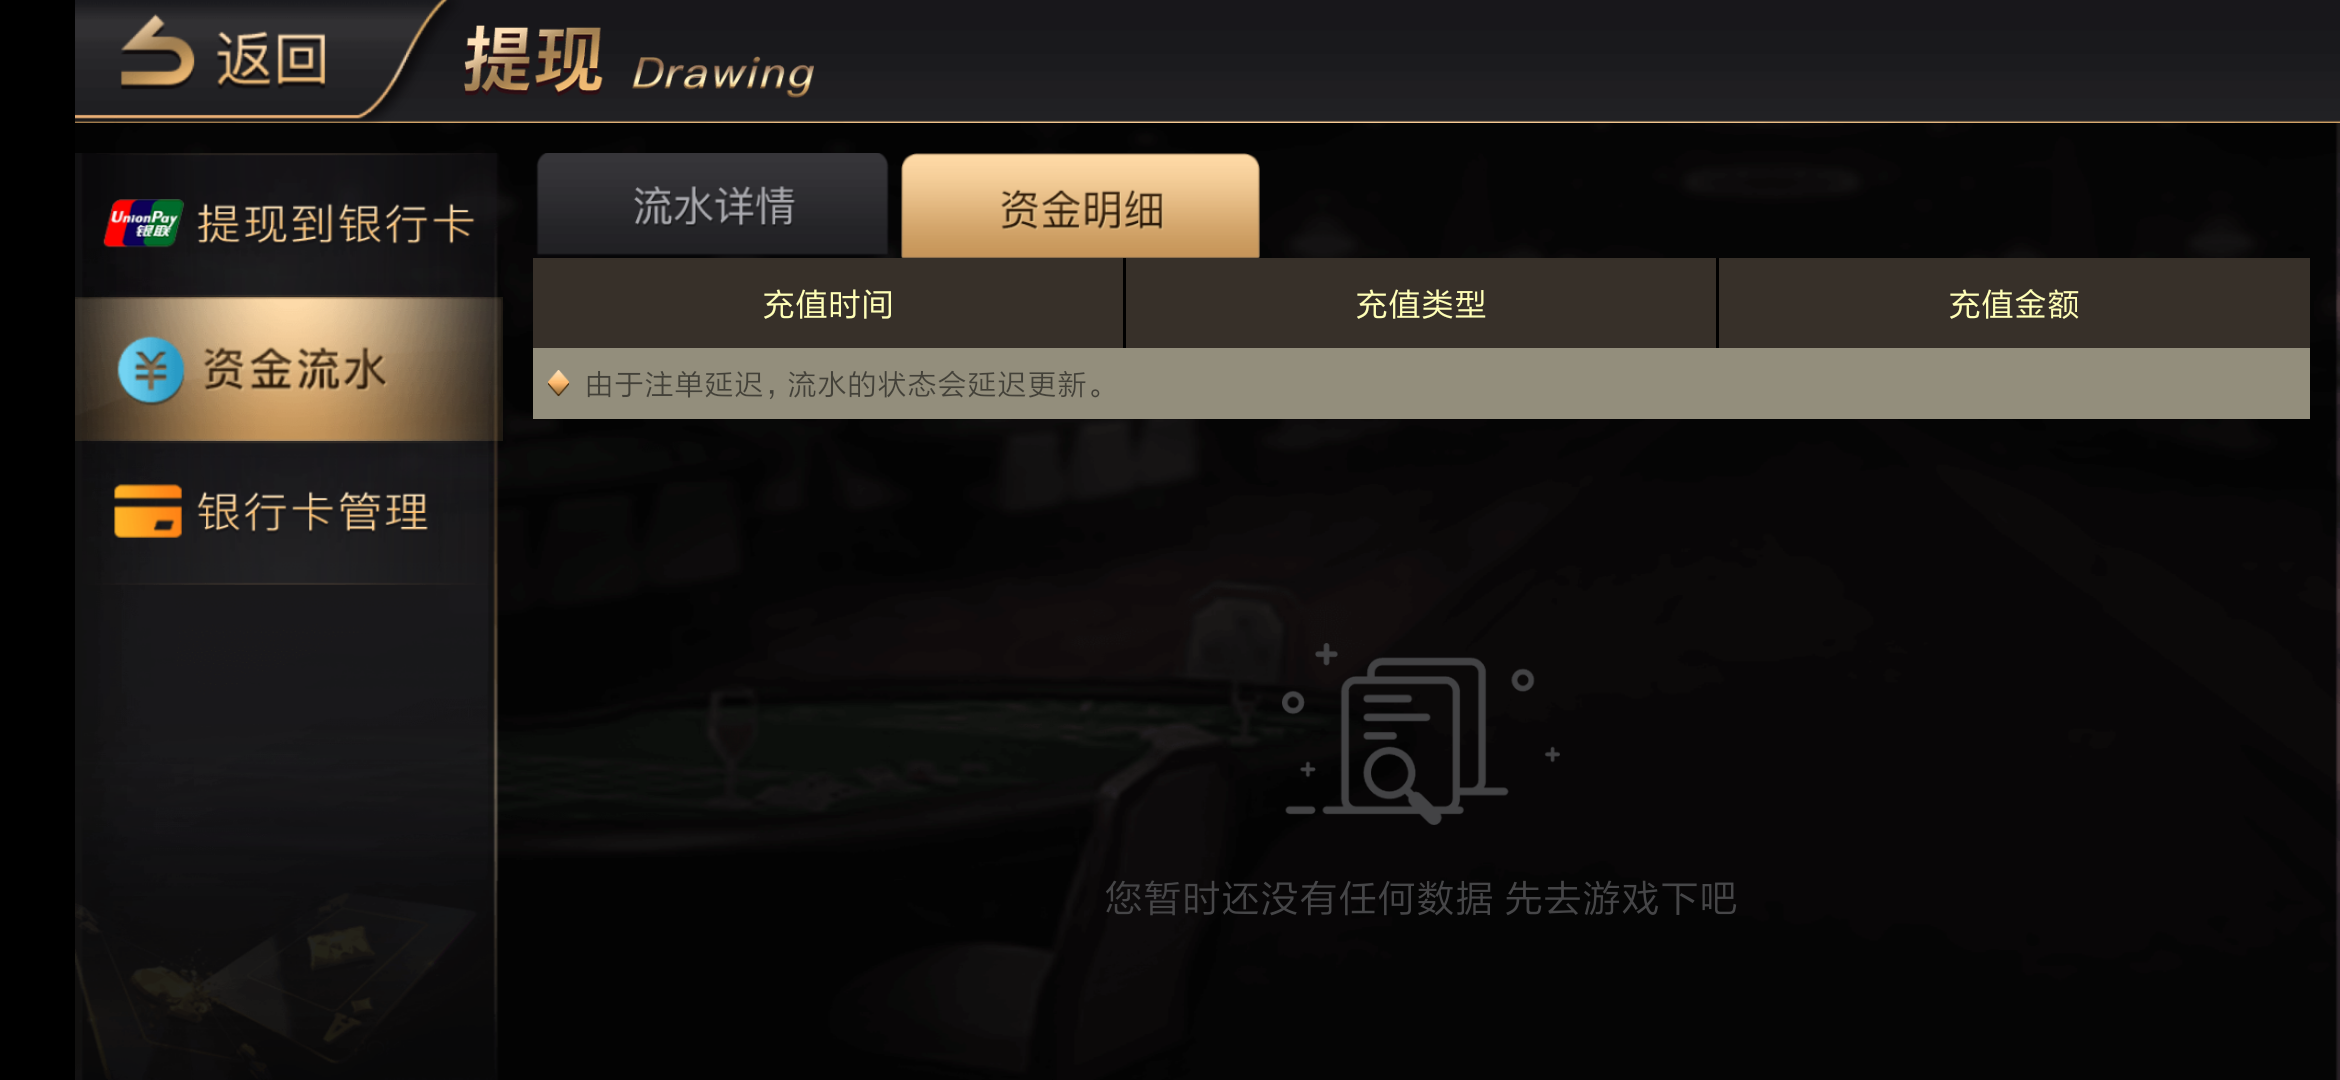 返回
提现 Drawing
UnionPay
银联
提现到银行卡
资金流水
银行卡管理
流水详情
资金明细
充值时间
充值类型
充值金额
由于注单延迟，流水的状态会延迟更新。
您暂时还没有任何数据 先去游戏下吧